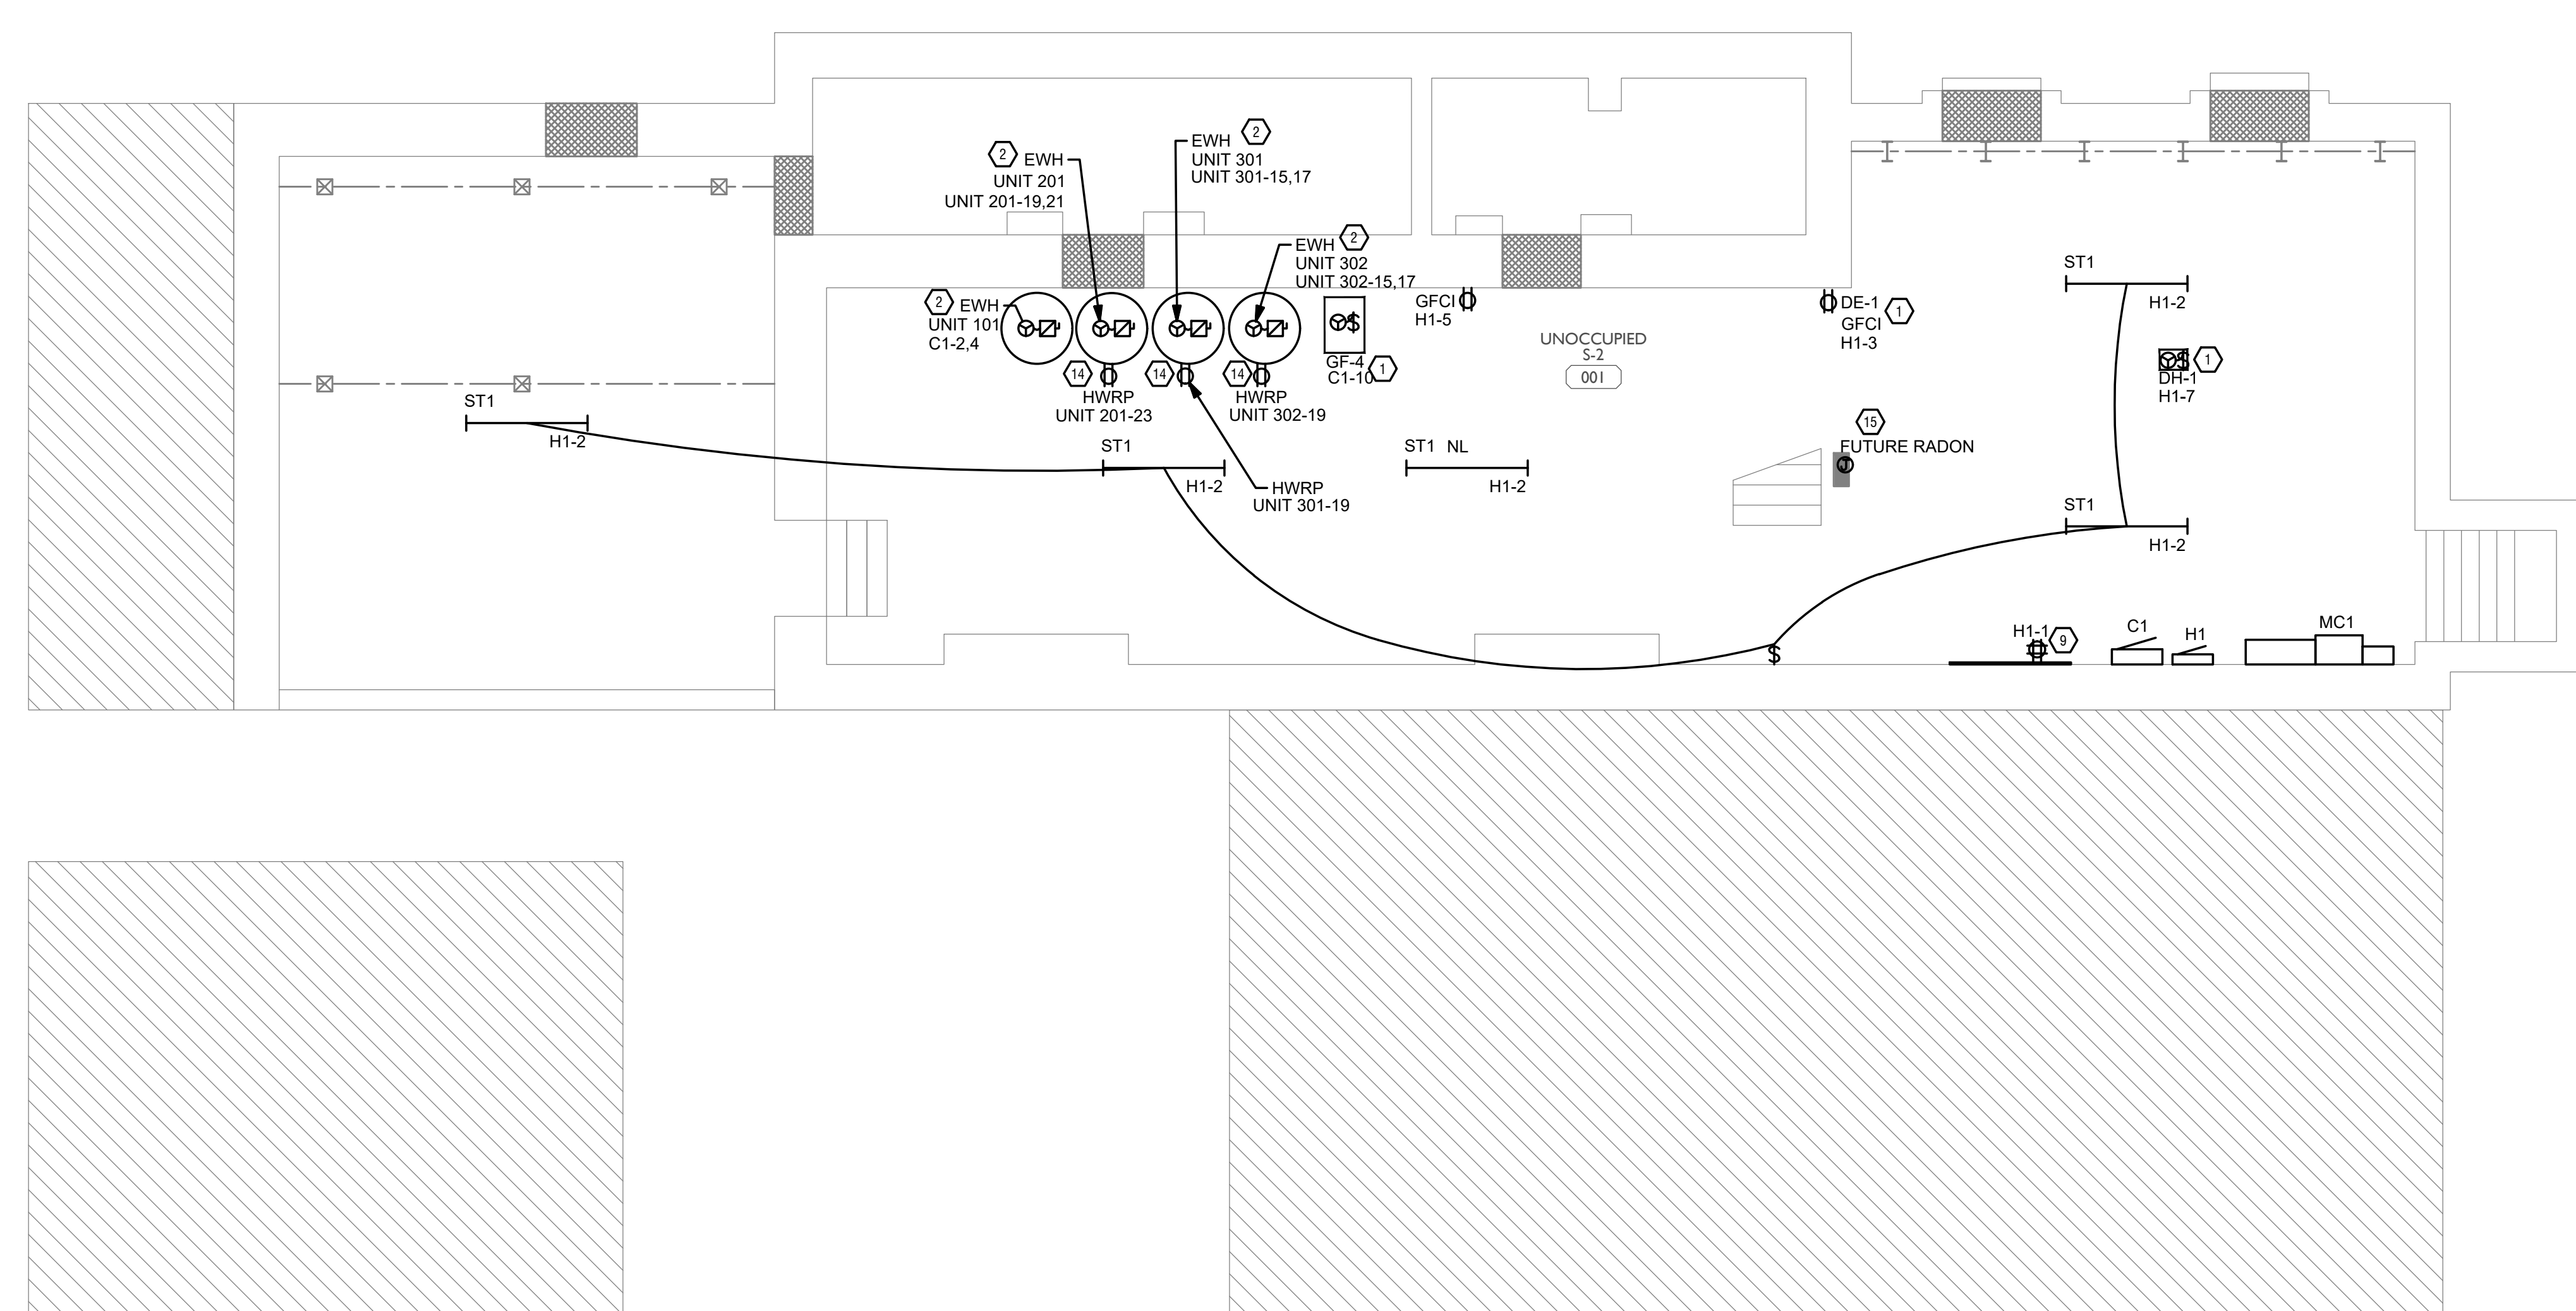 2
EWH
UNIT 201
UNIT 201-19,21
EWH
2
UNIT 301
UNIT 301-15,17
EWH
2
UNIT 302
UNIT 302-15,17
2
EWH
UNIT 101
C1-2,4
14
HWRP
UNIT 201-23
14
HWRP
UNIT 301-19
14
HWRP
UNIT 302-19
$
GF-4
C1-10
1
GFCI
H1-5
UNOCCUPIED
S-2
001
DE-1
GFCI
H1-3
1
ST1
H1-2
$
1
DH-1
H1-7
15
FUTURE RADON
J
ST1
H1-2
ST1
H1-2
ST1 NL
H1-2
ST1
H1-2
$
H1-1
9
C1
H1
MC1